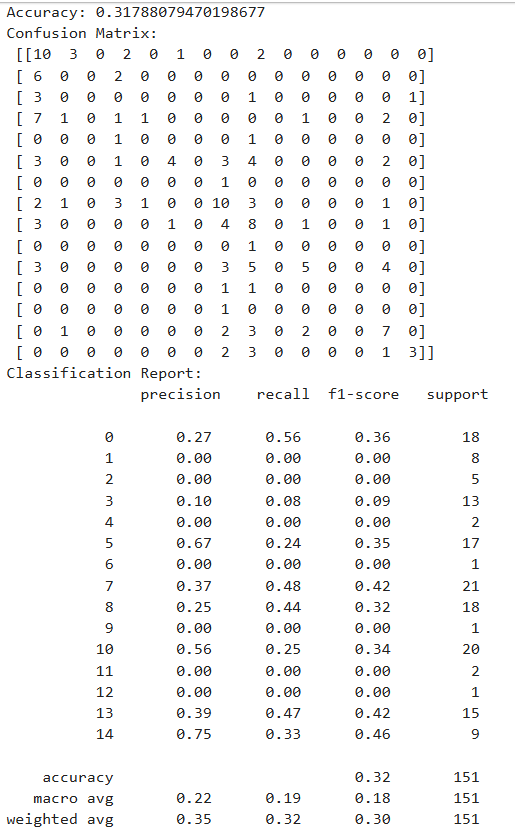 Accuracy: 0.31788079470198677
Confusion Matrix:
[[10 3 0 2 0 1 0 0 2 0 0 0 0 0 0]
[ 6 0 0 2 0 0 0 0 0 0 0 0 0 0 0]
[ 3 0 0 0 0 0 0 0 1 0 0 0 0 0 1]
[ 7 1 0 1 1 0 0 0 0 0 1 0 0 2 0]
[ 0 0 0 1 0 0 0 0 1 0 0 0 0 0 0]
[ 3 0 0 1 0 4 0 3 4 0 0 0 0 2 0]
[ 0 0 0 0 0 0 0 1 0 0 0 0 0 0 0]
[ 2 1 0 3 1 0 0 10 3 0 0 0 0 1 0]
[ 3 0 0 0 0 1 0 4 8 0 1 0 0 1 0]
[ 0 0 0 0 0 0 0 0 1 0 0 0 0 0 0]
[ 3 0 0 0 0 0 0 3 5 0 5 0 0 4 0]
[ 0 0 0 0 0 0 0 1 1 0 0 0 0 0 0]
[ 0 0 0 0 0 0 0 1 0 0 0 0 0 0 0]
[ 0 1 0 0 0 0 0 2 3 0 2 0 0 7 0]
[ 0 0 0 0 0 0 0 2 3 0 0 0 0 1 3]]
Classification Report:
precision recall f1-score support
0 0.27 0.56 0.36 18
1 0.00 0.00 0.00 8
2 0.00 0.00 0.00 5
3 0.10 0.08 0.09 13
4 0.00 0.00 0.00 2
5 0.67 0.24 0.35 17
6 0.00 0.00 0.00 1
7 0.37 0.48 0.42 21
8 0.25 0.44 0.32 18
9 0.00 0.00 0.00 1
10 0.56 0.25 0.34 20
11 0.00 0.00 0.00 2
12 0.00 0.00 0.00 1
13 0.39 0.47 0.42 15
14 0.75 0.33 0.46 9
accuracy 0.32 151
macro avg 0.22 0.19 0.18 151
weighted avg 0.35 0.32 0.30 151